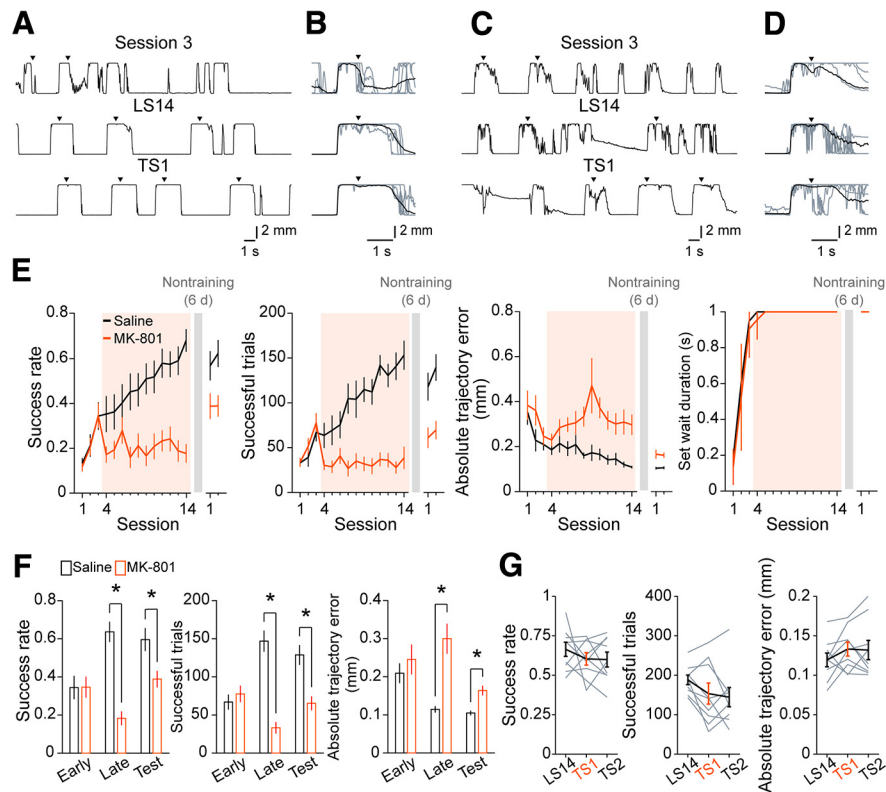 A
B
C
D
Session 3
Session 3
LS14
LS14
TS1
TS1
2 mm
1 s
2 mm
1 s
2 mm
1 s
2 mm
1 s
E
Nontraining
(6 d)
Nontraining
(6 d)
Nontraining
(6 d)
Nontraining
(6 d)
Success rate
0.8
0.6
0.4
0.2
0
Saline
MK-801
1
4
14
1
Session
Successful trials
200
150
100
50
0
1
4
14
1
Session
Absolute trajectory error
(mm)
0.8
0.6
0.4
0.2
0
1
4
14
1
Session
Set wait duration (s)
1
0.8
0.6
0.4
0.2
0
1
4
14
1
Session
F
Saline
MK-801
Success rate
0.8
0.6
0.4
0.2
0
*
*
Early
Late
Test
Successful trials
200
150
100
50
0
*
*
Early
Late
Test
Absolute trajectory error
(mm)
0.4
0.3
0.2
0.1
0
*
*
Early
Late
Test
G
Success rate
1
0.75
0.5
0.25
0
LS14
TS1
TS2
Successful trials
400
300
200
100
0
LS14
TS1
TS2
Absolute trajectory error (mm)
0.2
0.15
0.1
0.05
0
LS14
TS1
TS2